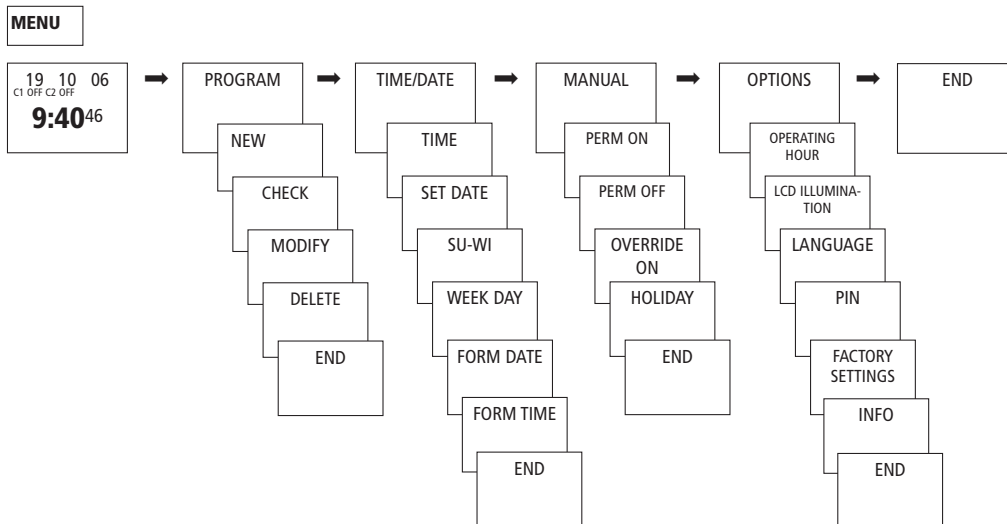 MENU
19 10 06
C1 OFF C2 OFF
9:40 46
PROGRAM
NEW
CHECK
MODIFY
DELETE
END
TIME/DATE
TIME
SET DATE
SU-WI
WEEK DAY
FORM DATE
FORM TIME
END
MANUAL
PERM ON
PERM OFF
OVERRIDE
ON
HOLIDAY
END
OPTIONS
OPERATING
HOUR
LCD ILLUMINA-
TION
LANGUAGE
PIN
FACTORY
SETTINGS
INFO
END
END